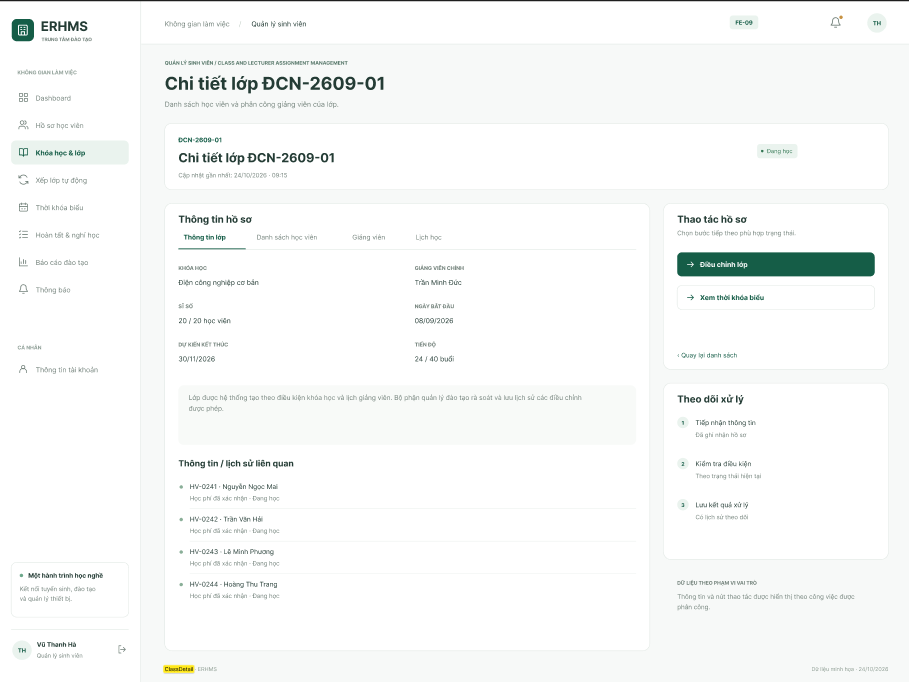 ERHMS
TRUNG TÂM ĐÀO TẠO
KHÔNG GIAN LÀM VIỆC
Dashboard
Hồ sơ học viên
Khóa học & lớp
Xếp lớp tự động
Thời khóa biểu
Hoàn tất & nghỉ học
Báo cáo đào tạo
Thông báo
CÁ NHÂN
Thông tin tài khoản
Một hành trình học nghề
Kết nối tuyển sinh, đào tạo
và quản lý thiết bị.
TH
Vũ Thanh Hà
Quản lý sinh viên
Không gian làm việc / Quản lý sinh viên
FE-09
TH
QUẢN LÝ SINH VIÊN / CLASS AND LECTURER ASSIGNMENT MANAGEMENT
Chi tiết lớp ĐCN-2609-01
Danh sách học viên và phân công giảng viên của lớp.
ĐCN-2609-01
Chi tiết lớp ĐCN-2609-01
Cập nhật gần nhất: 24/10/2026 · 09:15
Đang học
Thông tin hồ sơ
Thông tin lớp
Danh sách học viên
Giảng viên
Lịch học
KHÓA HỌC
Điện công nghiệp cơ bản
GIẢNG VIÊN CHÍNH
Trần Minh Đức
SĨ SỐ
20 / 20 học viên
NGÀY BẮT ĐẦU
08/09/2026
DỰ KIẾN KẾT THÚC
30/11/2026
TIẾN ĐỘ
24 / 40 buổi
Lớp được hệ thống tạo theo điều kiện khóa học và lịch giảng viên. Bộ phận quản lý đào tạo rà soát và lưu lịch sử các điều chỉnh
được phép.
Thông tin / lịch sử liên quan
HV-0241 · Nguyễn Ngọc Mai
Học phí đã xác nhận · Đang học
HV-0242 · Trần Văn Hải
Học phí đã xác nhận · Đang học
HV-0243 · Lê Minh Phương
Học phí đã xác nhận · Đang học
HV-0244 · Hoàng Thu Trang
Học phí đã xác nhận · Đang học
Thao tác hồ sơ
Chọn bước tiếp theo phù hợp trạng thái.
→ Điều chỉnh lớp
→ Xem thời khóa biểu
‹ Quay lại danh sách
Theo dõi xử lý
1 Tiếp nhận thông tin
Đã ghi nhận hồ sơ
2 Kiểm tra điều kiện
Theo trạng thái hiện tại
3 Lưu kết quả xử lý
Có lịch sử theo dõi
DỮ LIỆU THEO PHẠM VI VAI TRÒ
Thông tin và nút thao tác được hiển thị theo công việc được
phân công.
ClassDetail ERHMS
Dữ liệu minh họa · 24/10/2026